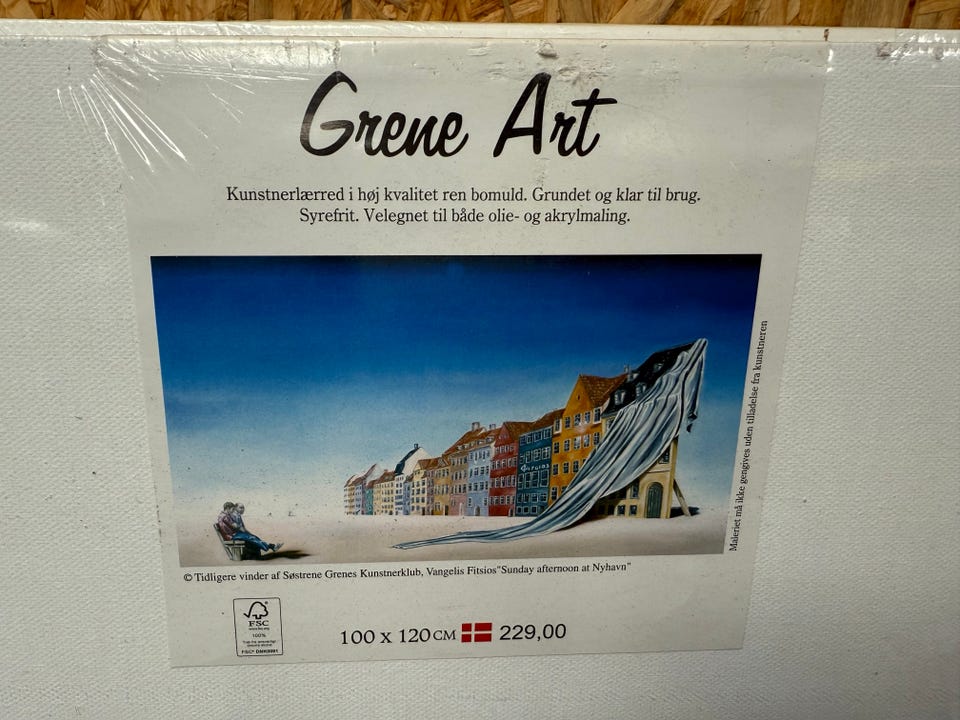 Grene Art
Kunstnerlærred i høj kvalitet ren bomuld. Grundet og klar til brug.
Syrefrit. Velegnet til både olie- og akrylmaling.
Maleriet må ikke gengives uden tilladelse fra kunstneren
© Tidligere vinder af Søstrene Grenes Kunstnerklub, Vangelis Fitsios"Sunday afternoon at Nyhavn"
FSC
100%
100 x 120 CM 229,00